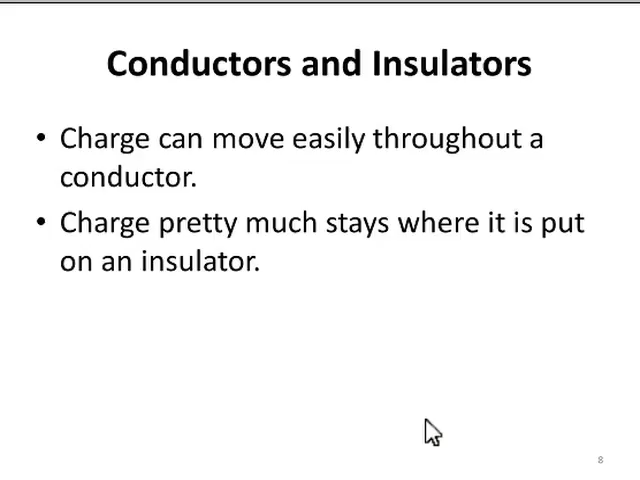 Conductors and Insulators
• Charge can move easily throughout a
conductor.
• Charge pretty much stays where it is put
on an insulator.
8